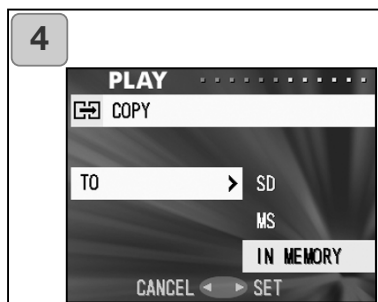 4
PLAY
COPY
TO > SD
MS
IN MEMORY
CANCEL ◄ ► SET